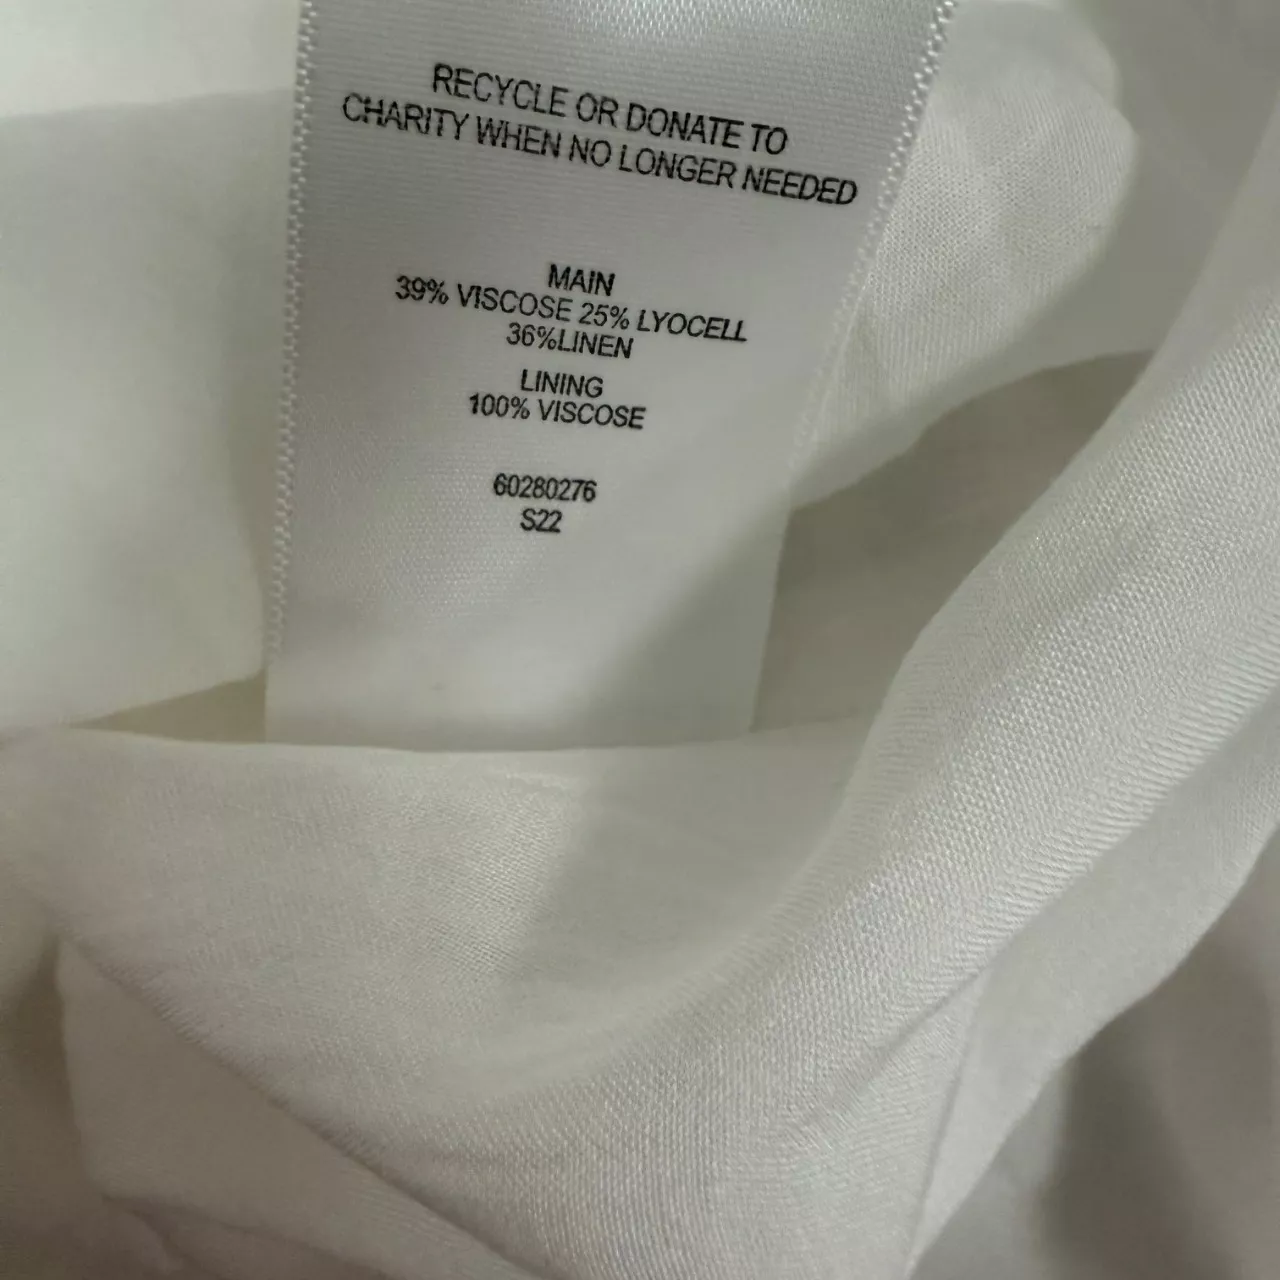 RECYCLE OR DONATE TO
CHARITY WHEN NO LONGER NEEDED
MAIN
39% VISCOSE 25% LYOCELL
36%LINEN
LINING
100% VISCOSE
60280276
S22